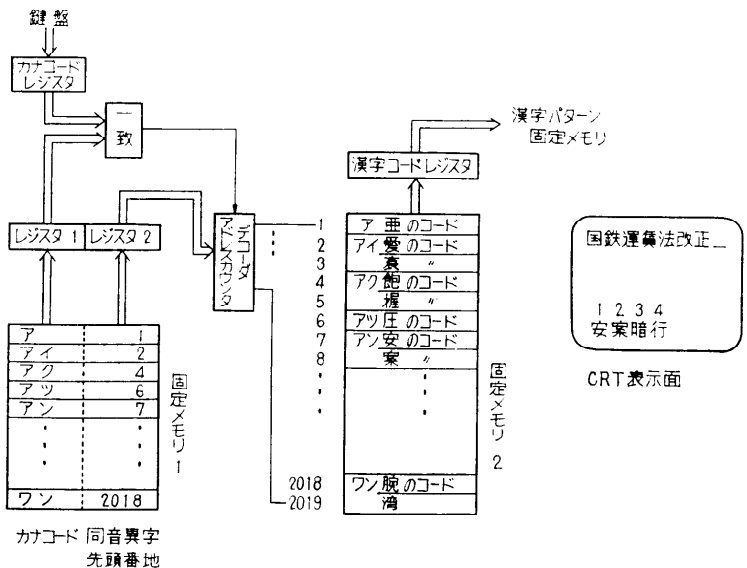 鍵盤
カナコード
レジスタ
一致
レジスタ 1
レジスタ 2
アドレスカウンタ
デコーダ
ア 1
アイ 2
アク 4
アツ 6
アン 7
ワン 2018
固定メモリ 1
カナコード 同音異字
先頭番地
漢字パターン
固定メモリ
漢字コードレジスタ
1 ア 亜のコード
2 アイ 愛のコード
3 哀 〃
4 アク 飽のコード
5 握 〃
6 アツ 圧のコード
7 アン 安のコード
8 案 〃
2018 ワン 腕のコード
2019 湾
固定メモリ 2
国鉄運賃法改正_
1 2 3 4
安案暗行
CRT表示面